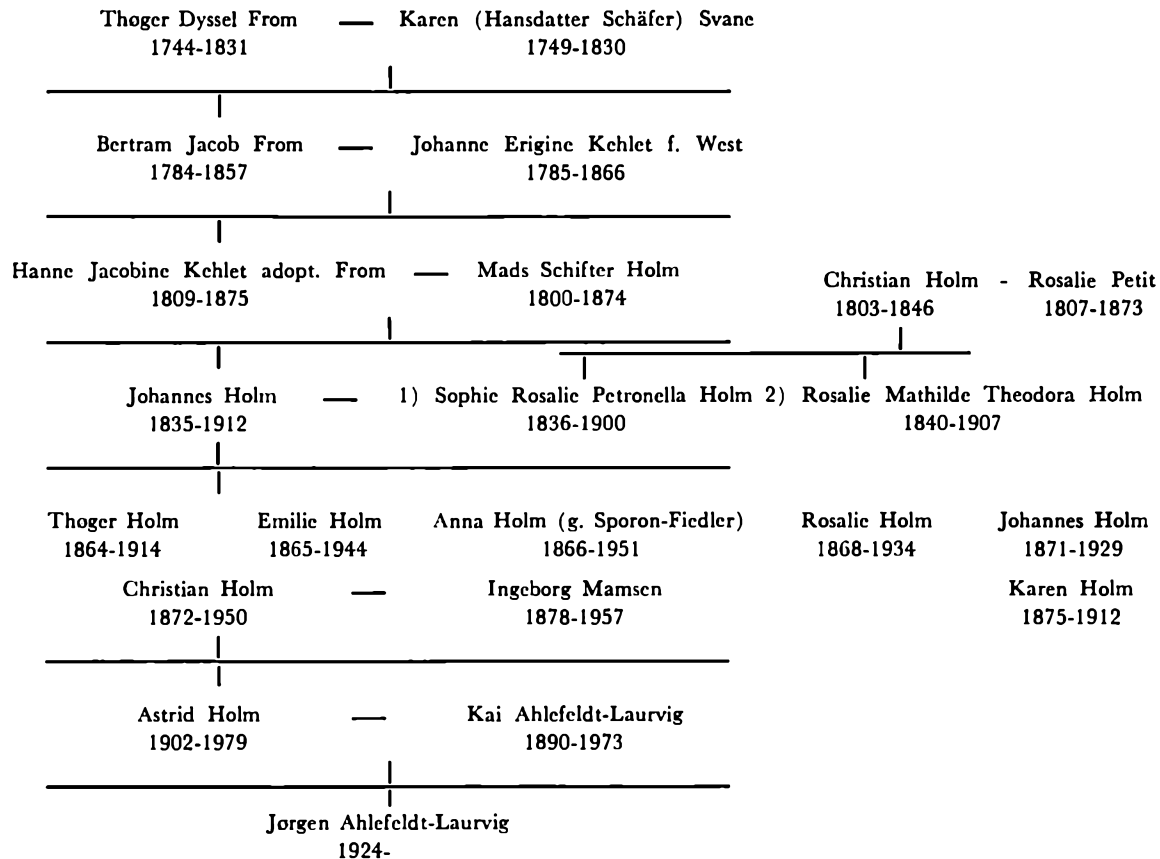 Thøger Dyssel From — Karen (Hansdatter Schäfer) Svane
1744-1831 1749-1830
Bertram Jacob From — Johanne Erigine Kehlet f. West
1784-1857 1785-1866
Hanne Jacobine Kehlet adopt. From — Mads Schifter Holm
1809-1875 1800-1874
Christian Holm - Rosalie Petit
1803-1846 1807-1873
Johannes Holm — 1) Sophie Rosalie Petronella Holm 2) Rosalie Mathilde Theodora Holm
1835-1912 1836-1900 1840-1907
Thøger Holm Emilie Holm Anna Holm (g. Sporon-Fiedler) Rosalie Holm Johannes Holm
1864-1914 1865-1944 1866-1951 1868-1934 1871-1929
Christian Holm — Ingeborg Mamsen Karen Holm
1872-1950 1878-1957 1875-1912
Astrid Holm — Kai Ahlefeldt-Laurvig
1902-1979 1890-1973
Jørgen Ahlefeldt-Laurvig
1924-